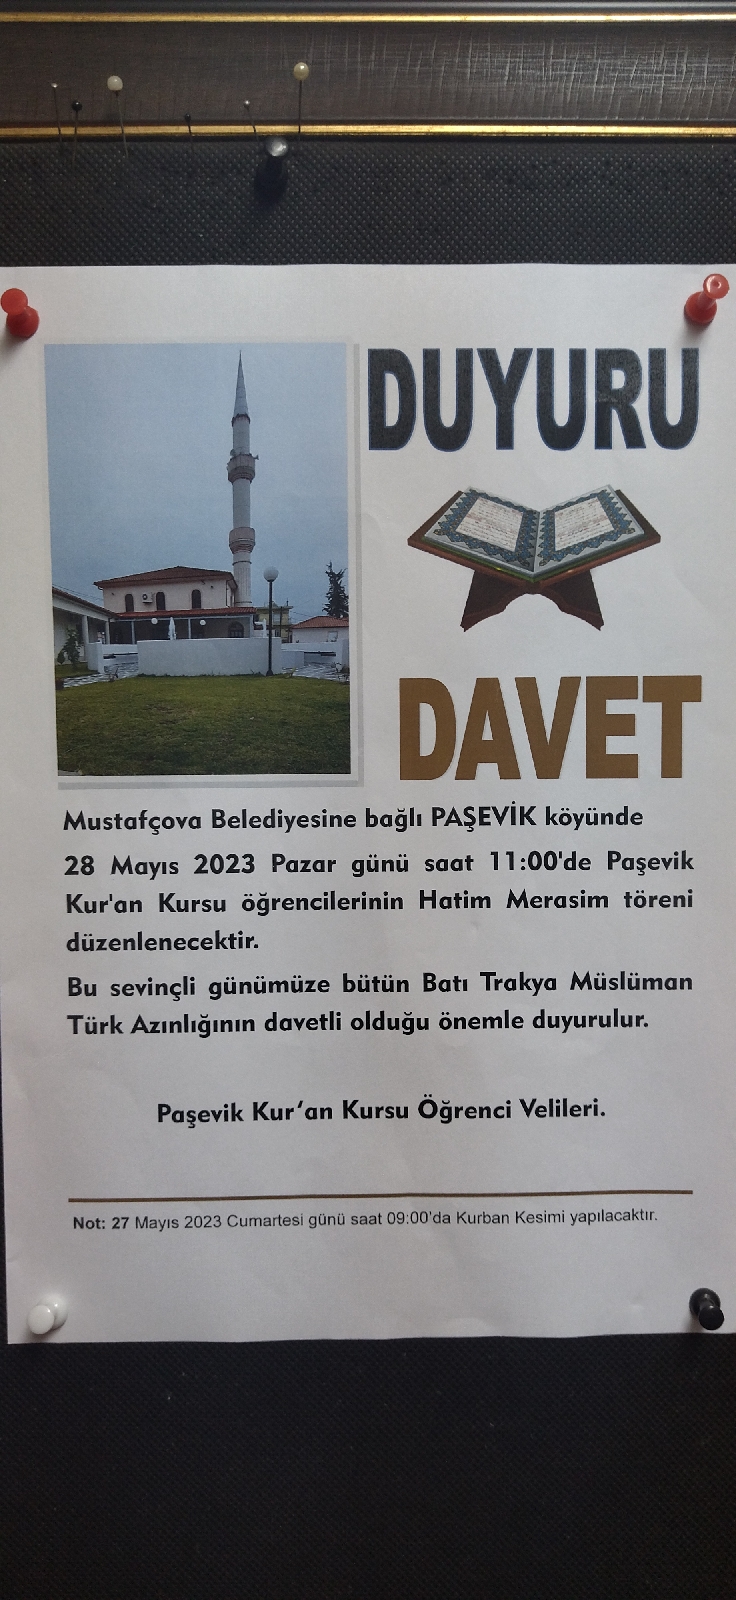 DUYURU
DAVET
Mustafçova Belediyesine bağlı PAŞEVİK köyünde
28 Mayıs 2023 Pazar günü saat 11:00'de Paşevik
Kur'an Kursu öğrencilerinin Hatim Merasim töreni
düzenlenecektir.
Bu sevinçli günümüze bütün Batı Trakya Müslüman
Türk Azınlığının davetli olduğu önemle duyurulur.
Paşevik Kur‘an Kursu Öğrenci Velileri.
Not: 27 Mayıs 2023 Cumartesi günü saat 09:00'da Kurban Kesimi yapılacaktır.